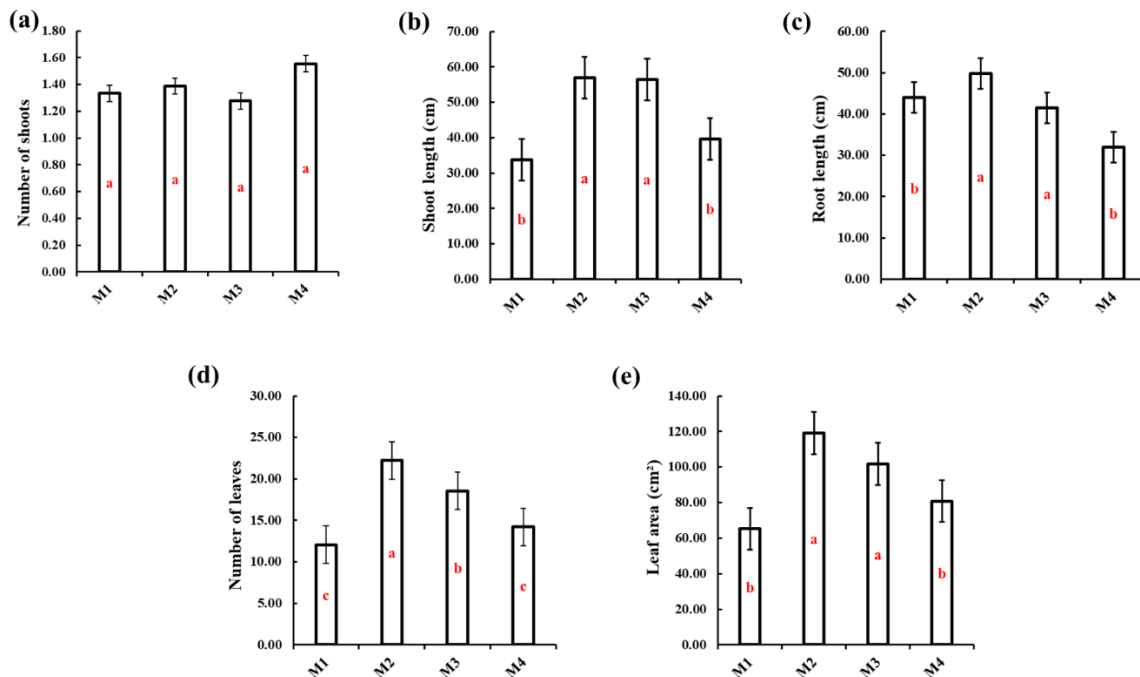 (a)
Number of shoots
1.80
1.60
1.40
1.20
1.00
0.80
0.60
0.40
0.20
0.00
a
a
a
a
M1
M2
M3
M4
(b)
Shoot length (cm)
70.00
60.00
50.00
40.00
30.00
20.00
10.00
0.00
b
a
a
b
M1
M2
M3
M4
(c)
Root length (cm)
60.00
50.00
40.00
30.00
20.00
10.00
0.00
b
a
a
b
M1
M2
M3
M4
(d)
Number of leaves
30.00
25.00
20.00
15.00
10.00
5.00
0.00
c
a
b
c
M1
M2
M3
M4
(e)
Leaf area (cm²)
140.00
120.00
100.00
80.00
60.00
40.00
20.00
0.00
b
a
a
b
M1
M2
M3
M4